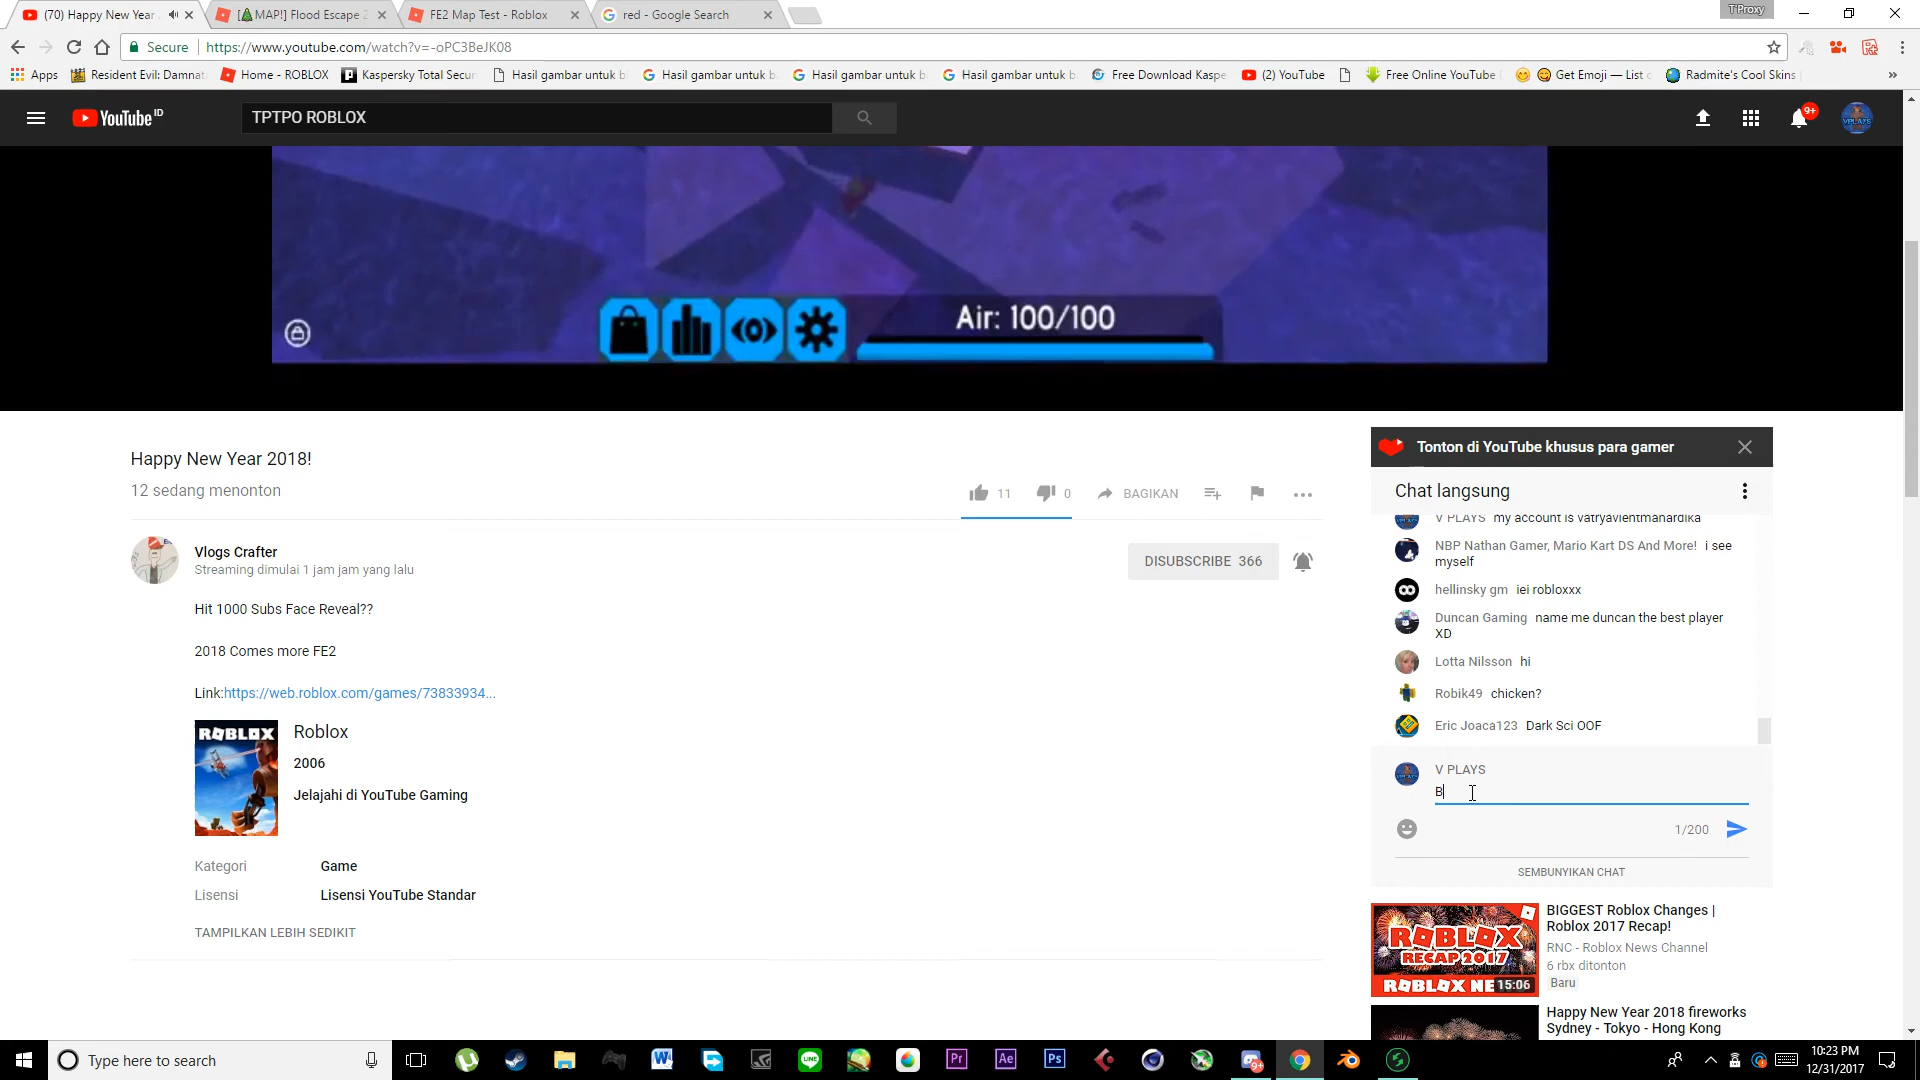 (70) Happy New Year
[🎄MAP!] Flood Escape 2
FE2 Map Test - Roblox
red - Google Search
T'Proxy
Secure
https://www.youtube.com/watch?v=-oPC3BeJK08
Apps
Resident Evil: Damnat
Home - ROBLOX
Kaspersky Total Secur
Hasil gambar untuk b
Hasil gambar untuk b
Hasil gambar untuk b
Hasil gambar untuk b
Free Download Kaspe
(2) YouTube
Free Online YouTube
Get Emoji — List o
Radmite's Cool Skins
YouTube ID
TPTPO ROBLOX
9+
VPLAYS
Air: 100/100
Happy New Year 2018!
12 sedang menonton
11
0
BAGIKAN
Vlogs Crafter
Streaming dimulai 1 jam jam yang lalu
DISUBSCRIBE 366
Hit 1000 Subs Face Reveal??
2018 Comes more FE2
Link:https://web.roblox.com/games/73833934...
ROBLOX
Roblox
2006
Jelajahi di YouTube Gaming
Kategori Game
Lisensi Lisensi YouTube Standar
TAMPILKAN LEBIH SEDIKIT
Tonton di YouTube khusus para gamer
Chat langsung
V PLAYS my account is vatryavientmanardika
NBP Nathan Gamer, Mario Kart DS And More! i see
myself
hellinsky gm iei robloxxx
Duncan Gaming name me duncan the best player
XD
Lotta Nilsson hi
Robik49 chicken?
Eric Joaca123 Dark Sci OOF
V PLAYS
B
1/200
SEMBUNYIKAN CHAT
ROBLOX
RECAP 2017
ROBLOX NE
15:06
BIGGEST Roblox Changes |
Roblox 2017 Recap!
RNC - Roblox News Channel
6 rbx ditonton
Baru
Happy New Year 2018 fireworks
Sydney - Tokyo - Hong Kong
Type here to search
LINE
Pr
Ae
Ps
9+
10:23 PM
12/31/2017